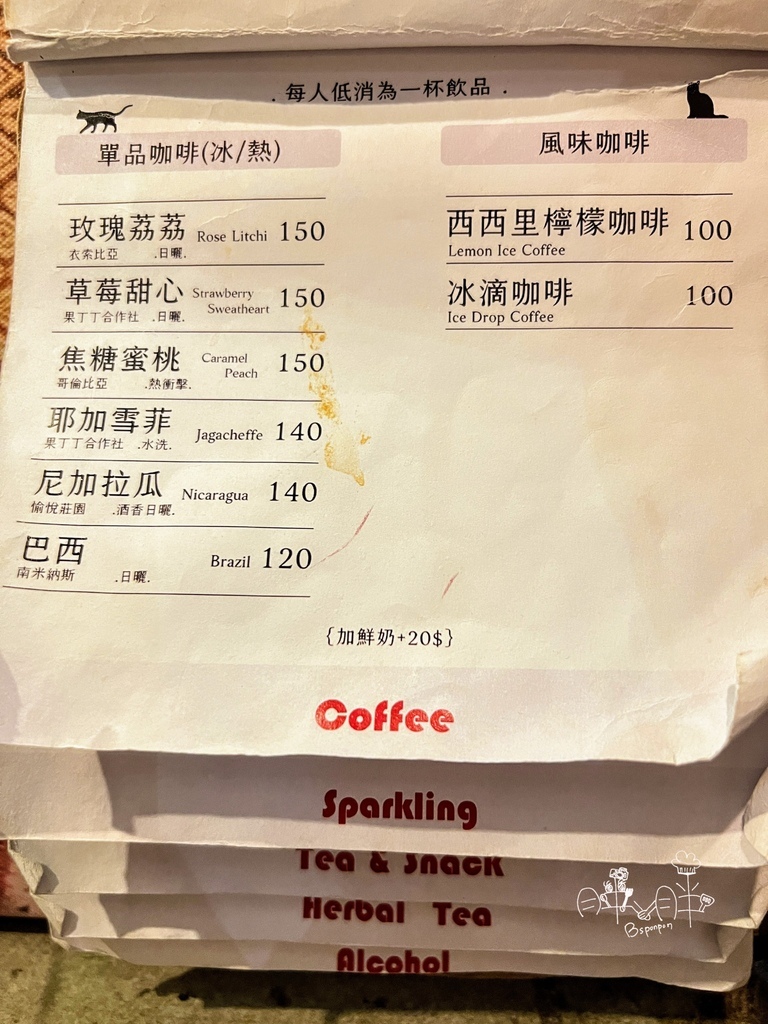 . 每人低消為一杯飲品 .
單品咖啡(冰/熱)
玫瑰荔荔 Rose Litchi 150
衣索比亞 .日曬.
草莓甜心 Strawberry Sweatheart 150
果丁丁合作社 .日曬.
焦糖蜜桃 Caramel Peach 150
哥倫比亞 .熱衝擊.
耶加雪菲 Jagacheffe 140
果丁丁合作社 .水洗.
尼加拉瓜 Nicaragua 140
愉悅莊園 .酒香日曬.
巴西 Brazil 120
南米納斯 .日曬.
風味咖啡
西西里檸檬咖啡 100
Lemon Ice Coffee
冰滴咖啡 100
Ice Drop Coffee
{加鮮奶+20$}
Coffee
Sparkling
Tea & Snack
Herbal Tea
Alcohol
Bsponpon